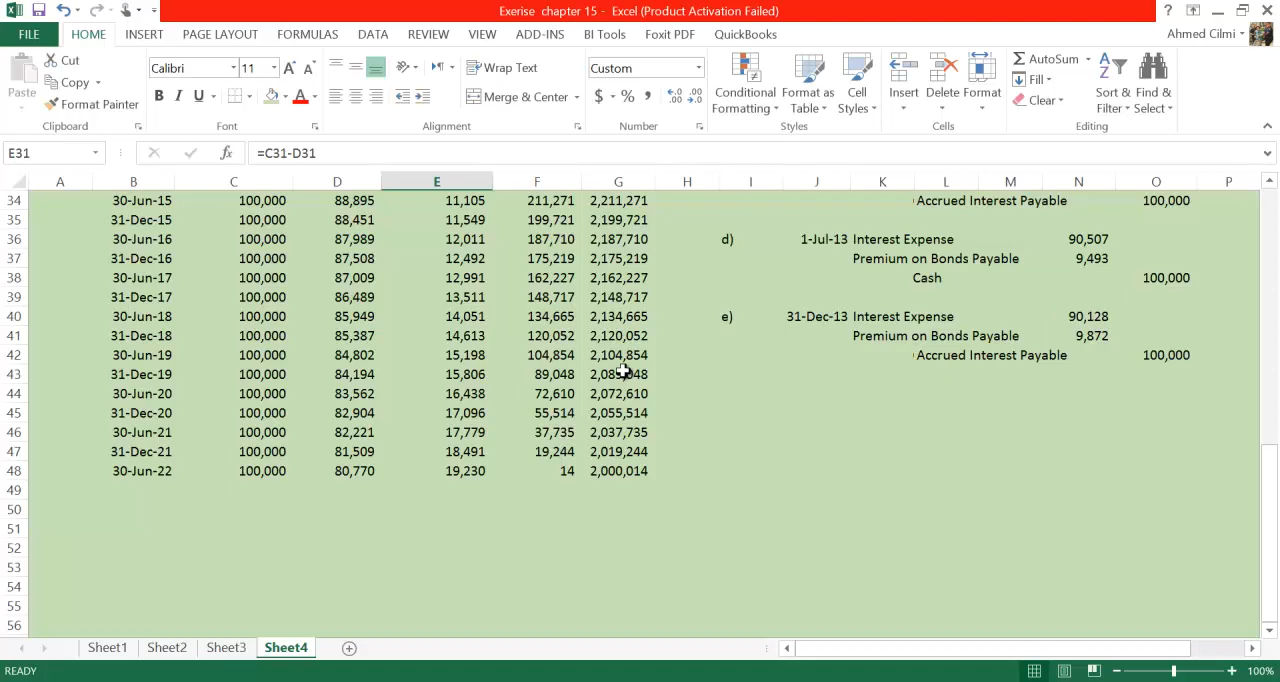 Exerise chapter 15 - Excel (Product Activation Failed)
FILE HOME INSERT PAGE LAYOUT FORMULAS DATA REVIEW VIEW ADD-INS BI Tools Foxit PDF QuickBooks Ahmed Cilmi
Paste Cut Copy Format Painter Clipboard
Calibri 11 B I U A Font
Wrap Text Merge & Center Alignment
Custom $ % , Number
Conditional Formatting Format as Table Cell Styles Styles
Insert Delete Format Cells
AutoSum Fill Clear Sort & Filter Find & Select Editing
E31 fx =C31-D31
A B C D E F G H I J K L M N O P
34 30-Jun-15 100,000 88,895 11,105 211,271 2,211,271 Accrued Interest Payable 100,000
35 31-Dec-15 100,000 88,451 11,549 199,721 2,199,721
36 30-Jun-16 100,000 87,989 12,011 187,710 2,187,710 d) 1-Jul-13 Interest Expense 90,507
37 31-Dec-16 100,000 87,508 12,492 175,219 2,175,219 Premium on Bonds Payable 9,493
38 30-Jun-17 100,000 87,009 12,991 162,227 2,162,227 Cash 100,000
39 31-Dec-17 100,000 86,489 13,511 148,717 2,148,717
40 30-Jun-18 100,000 85,949 14,051 134,665 2,134,665 e) 31-Dec-13 Interest Expense 90,128
41 31-Dec-18 100,000 85,387 14,613 120,052 2,120,052 Premium on Bonds Payable 9,872
42 30-Jun-19 100,000 84,802 15,198 104,854 2,104,854 Accrued Interest Payable 100,000
43 31-Dec-19 100,000 84,194 15,806 89,048
44 30-Jun-20 100,000 83,562 16,438 72,610 2,072,610
45 31-Dec-20 100,000 82,904 17,096 55,514 2,055,514
46 30-Jun-21 100,000 82,221 17,779 37,735 2,037,735
47 31-Dec-21 100,000 81,509 18,491 19,244 2,019,244
48 30-Jun-22 100,000 80,770 19,230 14 2,000,014
49
50
51
52
53
54
55
56
Sheet1 Sheet2 Sheet3 Sheet4
READY 100%